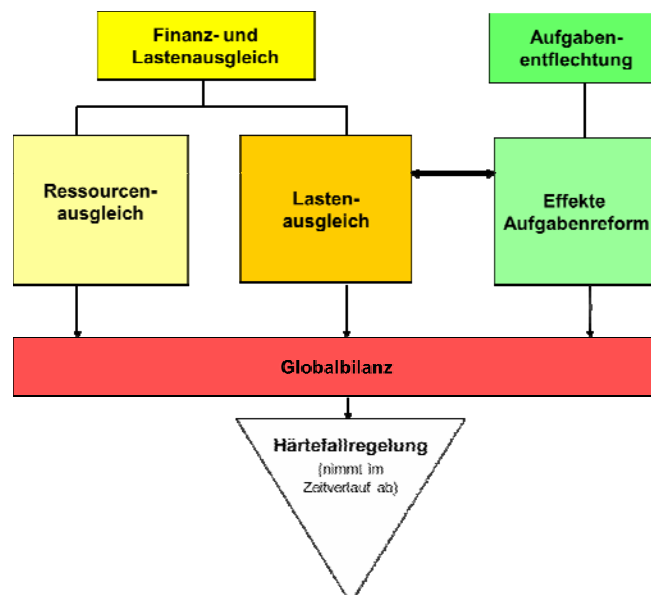 Finanz- und
Lastenausgleich
Aufgaben-
entflechtung
Ressourcen-
ausgleich
Lasten-
ausgleich
Effekte
Aufgabenreform
Globalbilanz
Härtefallregelung
(nimmt im
Zeitverlauf ab)